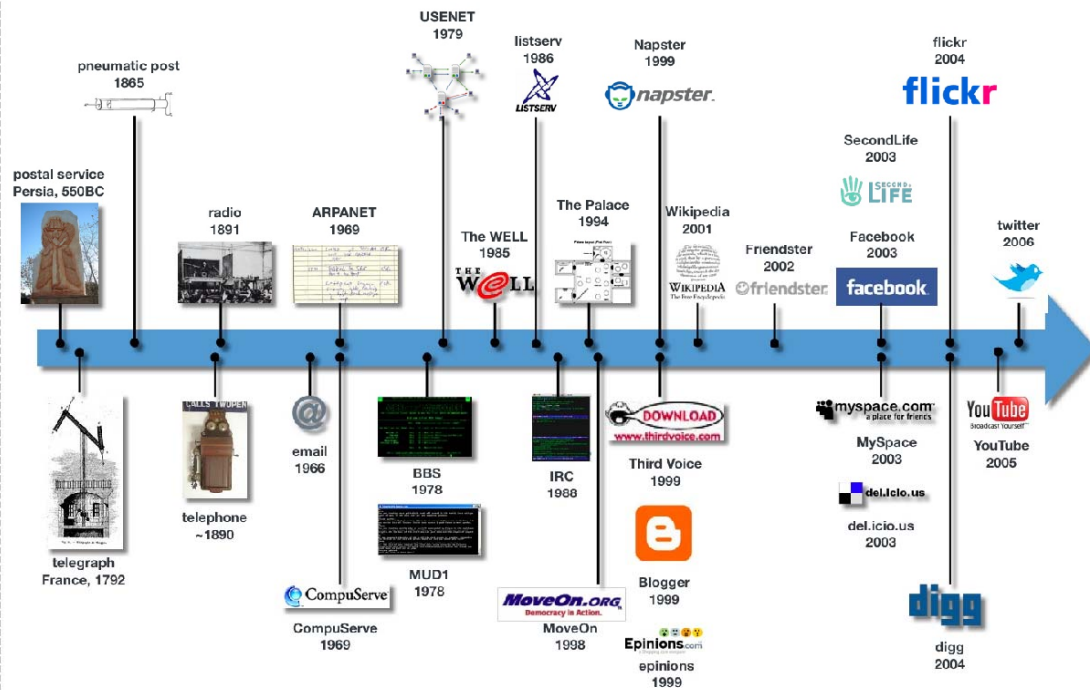 USENET
1979
listserv
1986
LISTSERV
Napster
1999
napster.
flickr
2004
flickr
pneumatic post
1865
SecondLife
2003
SECOND
LIFE
postal service
Persia, 550BC
radio
1891
ARPANET
1969
The WELL
1985
THE
WELL
The Palace
1994
Wikipedia
2001
WIKIPEDIA
The Free Encyclopedia
Friendster
2002
friendster
Facebook
2003
facebook
twitter
2006
telegraph
France, 1792
telephone
~1890
@
email
1966
CompuServe
CompuServe
1969
BBS
1978
MUD1
1978
IRC
1988
MoveOn.ORG
Democracy in Action.
MoveOn
1998
DOWNLOAD
www.thirdvoice.com
Third Voice
1999
Blogger
1999
Epinions.com
epinions
1999
myspace.com
a place for friends
MySpace
2003
del.icio.us
del.icio.us
2003
digg
digg
2004
YouTube
Broadcast Yourself
YouTube
2005